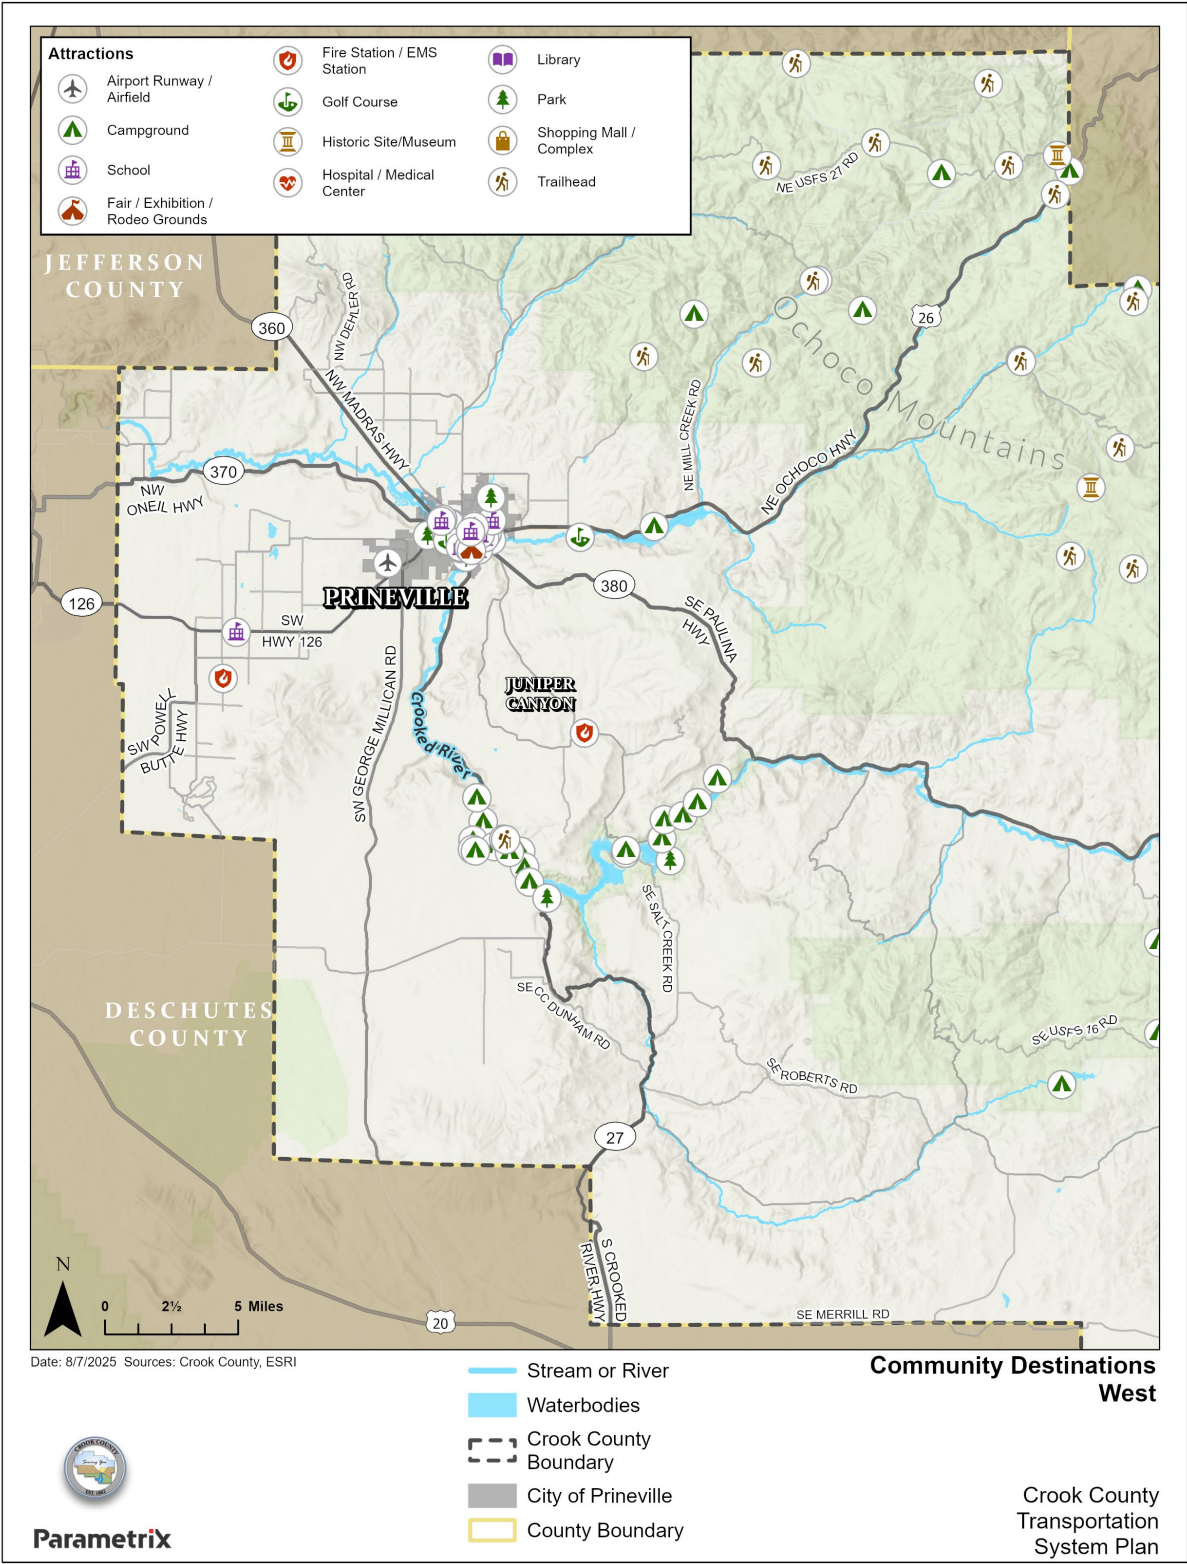 Attractions
Airport Runway /
Airfield
Campground
School
Fair / Exhibition /
Rodeo Grounds
Fire Station / EMS
Station
Golf Course
Historic Site/Museum
Hospital / Medical
Center
Library
Park
Shopping Mall /
Complex
Trailhead
JEFFERSON
COUNTY
NE USFS 27 RD
360
NW DEHLER RD
26
Ochoco Mountains
NW MADRAS HWY
NE MILL CREEK RD
NE OCHOCO HWY
370
NW
ONEIL HWY
126
PRINEVILLE
380
SW
HWY 126
SE PAULINA
HWY
JUNIPER
CANYON
SW GEORGE MILLICAN RD
Crooked River
SW POWELL
BUTTE HWY
SE SALT CREEK RD
SE CC DUNHAM RD
DESCHUTES
COUNTY
SE USFS 16 RD
SE ROBERTS RD
27
S CROOKED
RIVER HWY
SE MERRILL RD
20
N
0 2½ 5 Miles
Date: 8/7/2025 Sources: Crook County, ESRI
Stream or River
Waterbodies
Crook County
Boundary
City of Prineville
County Boundary
Community Destinations
West
CROOK COUNTY
Parametrix
Crook County
Transportation
System Plan